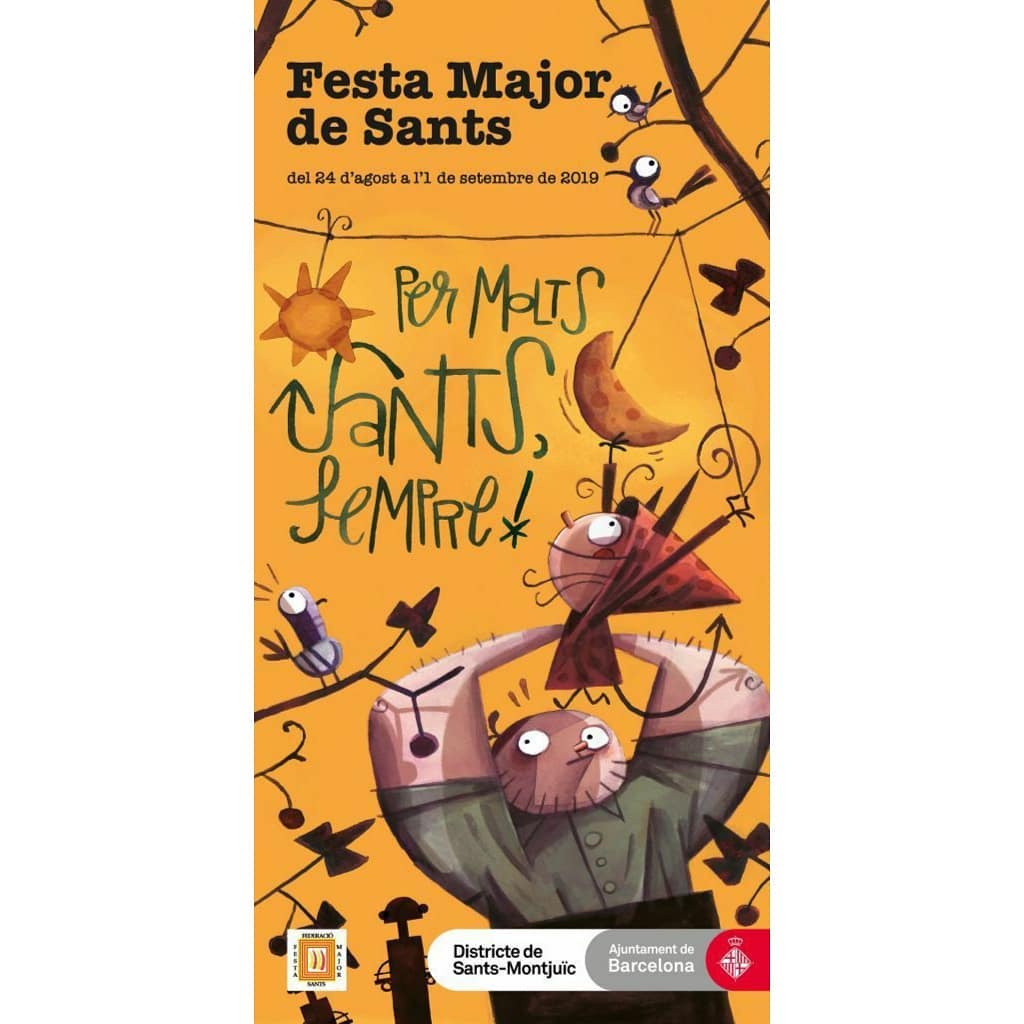 Festa Major
de Sants
del 24 d'agost a l'1 de setembre de 2019
Per Molts
Sants,
Sempre!
FEDERACIÓ
FESTA
MAJOR
SANTS
Districte de
Sants-Montjuïc
Ajuntament de
Barcelona